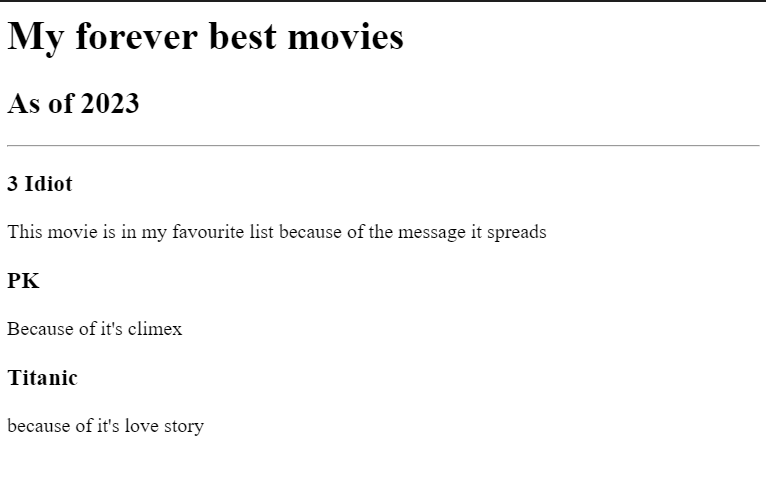 My forever best movies
As of 2023
3 Idiot
This movie is in my favourite list because of the message it spreads
PK
Because of it's climex
Titanic
because of it's love story